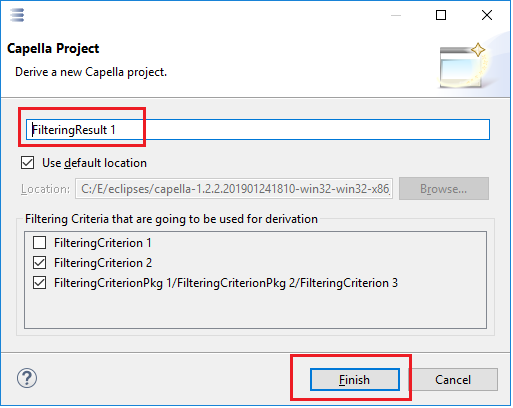 Capella Project
Derive a new Capella project.
FilteringResult 1
Use default location
Location: C:/E/eclipses/capella-1.2.2.201901241810-win32-win32-x86_ Browse...
Filtering Criteria that are going to be used for derivation
FilteringCriterion 1
FilteringCriterion 2
FilteringCriterionPkg 1/FilteringCriterionPkg 2/FilteringCriterion 3
? Finish Cancel